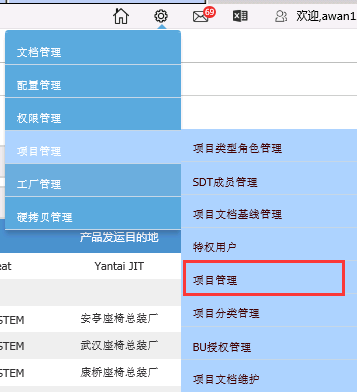 69
欢迎,awan1
文档管理
配置管理
权限管理
项目管理
工厂管理
硬拷贝管理
项目类型角色管理
SDT成员管理
项目文档基线管理
特权用户
项目管理
项目分类管理
BU授权管理
项目文档维护
产品发运目的地
eat
Yantai JIT
STEM
安亭座椅总装厂
STEM
武汉座椅总装厂
STEM
康桥座椅总装厂